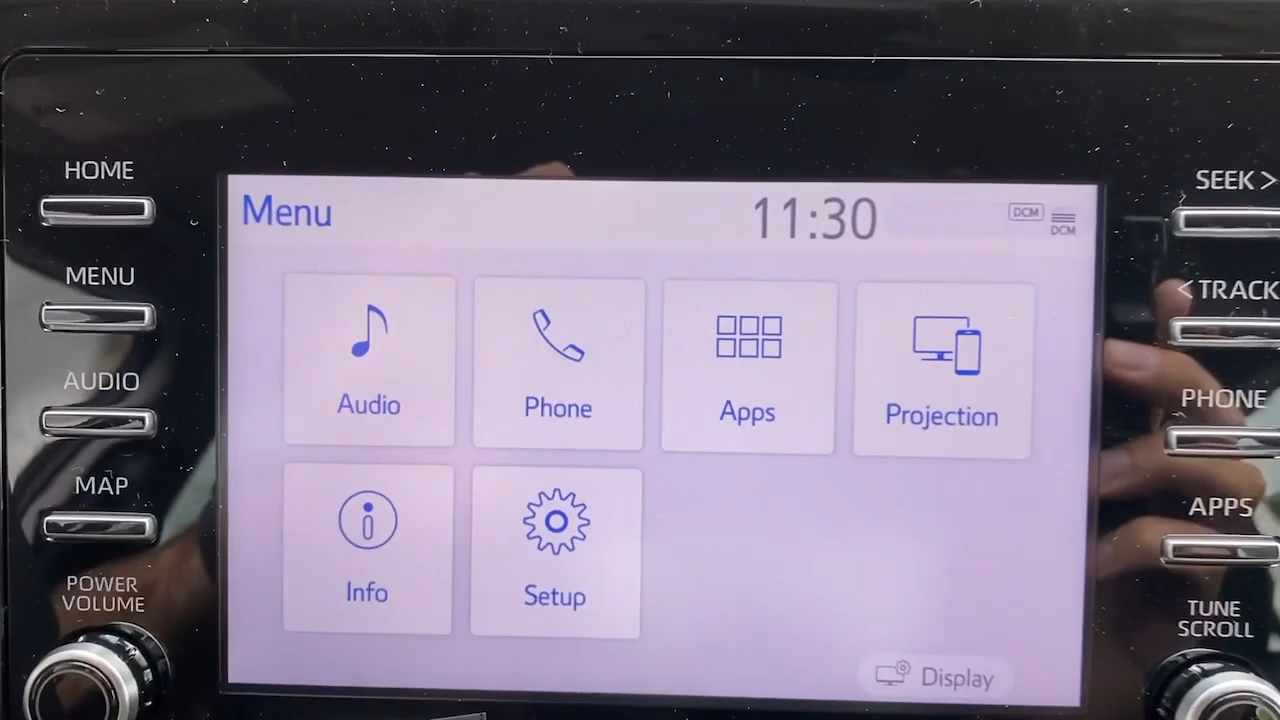 HOME
MENU
AUDIO
MAP
POWER
VOLUME
Menu
11:30
DCM
DCM
Audio
Phone
Apps
Projection
Info
Setup
Display
SEEK >
< TRACK
PHONE
APPS
TUNE
SCROLL